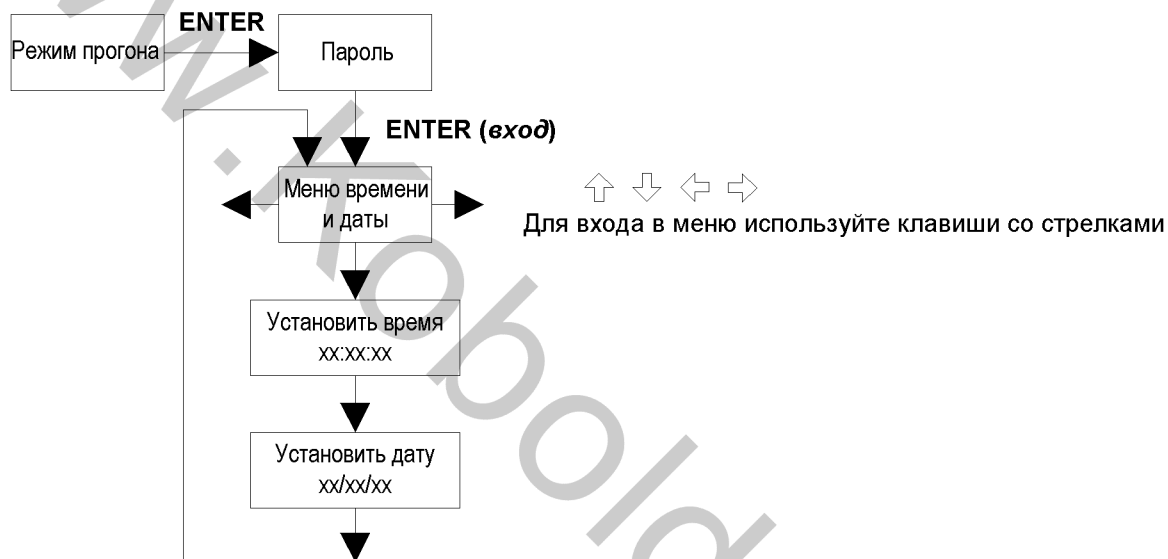 ENTER
Режим прогона
Пароль
ENTER (вход)
Меню времени
и даты
Для входа в меню используйте клавиши со стрелками
Установить время
xx:xx:xx
Установить дату
xx/xx/xx
w.Kobold